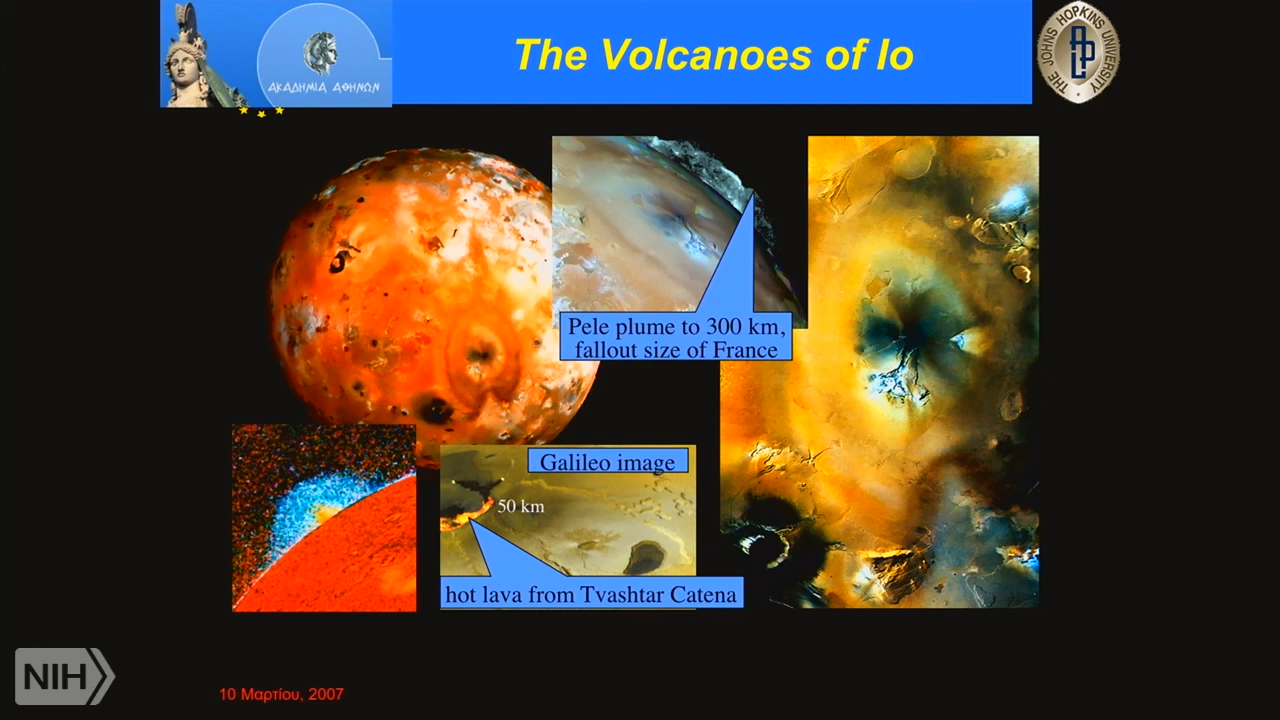 The Volcanoes of Io
ΑΚΑΔΗΜΙΑ ΑΘΗΝΩΝ
THE JOHNS HOPKINS UNIVERSITY
APL
Pele plume to 300 km,
fallout size of France
Galileo image
50 km
hot lava from Tvashtar Catena
NIH
10 Μαρτίου, 2007